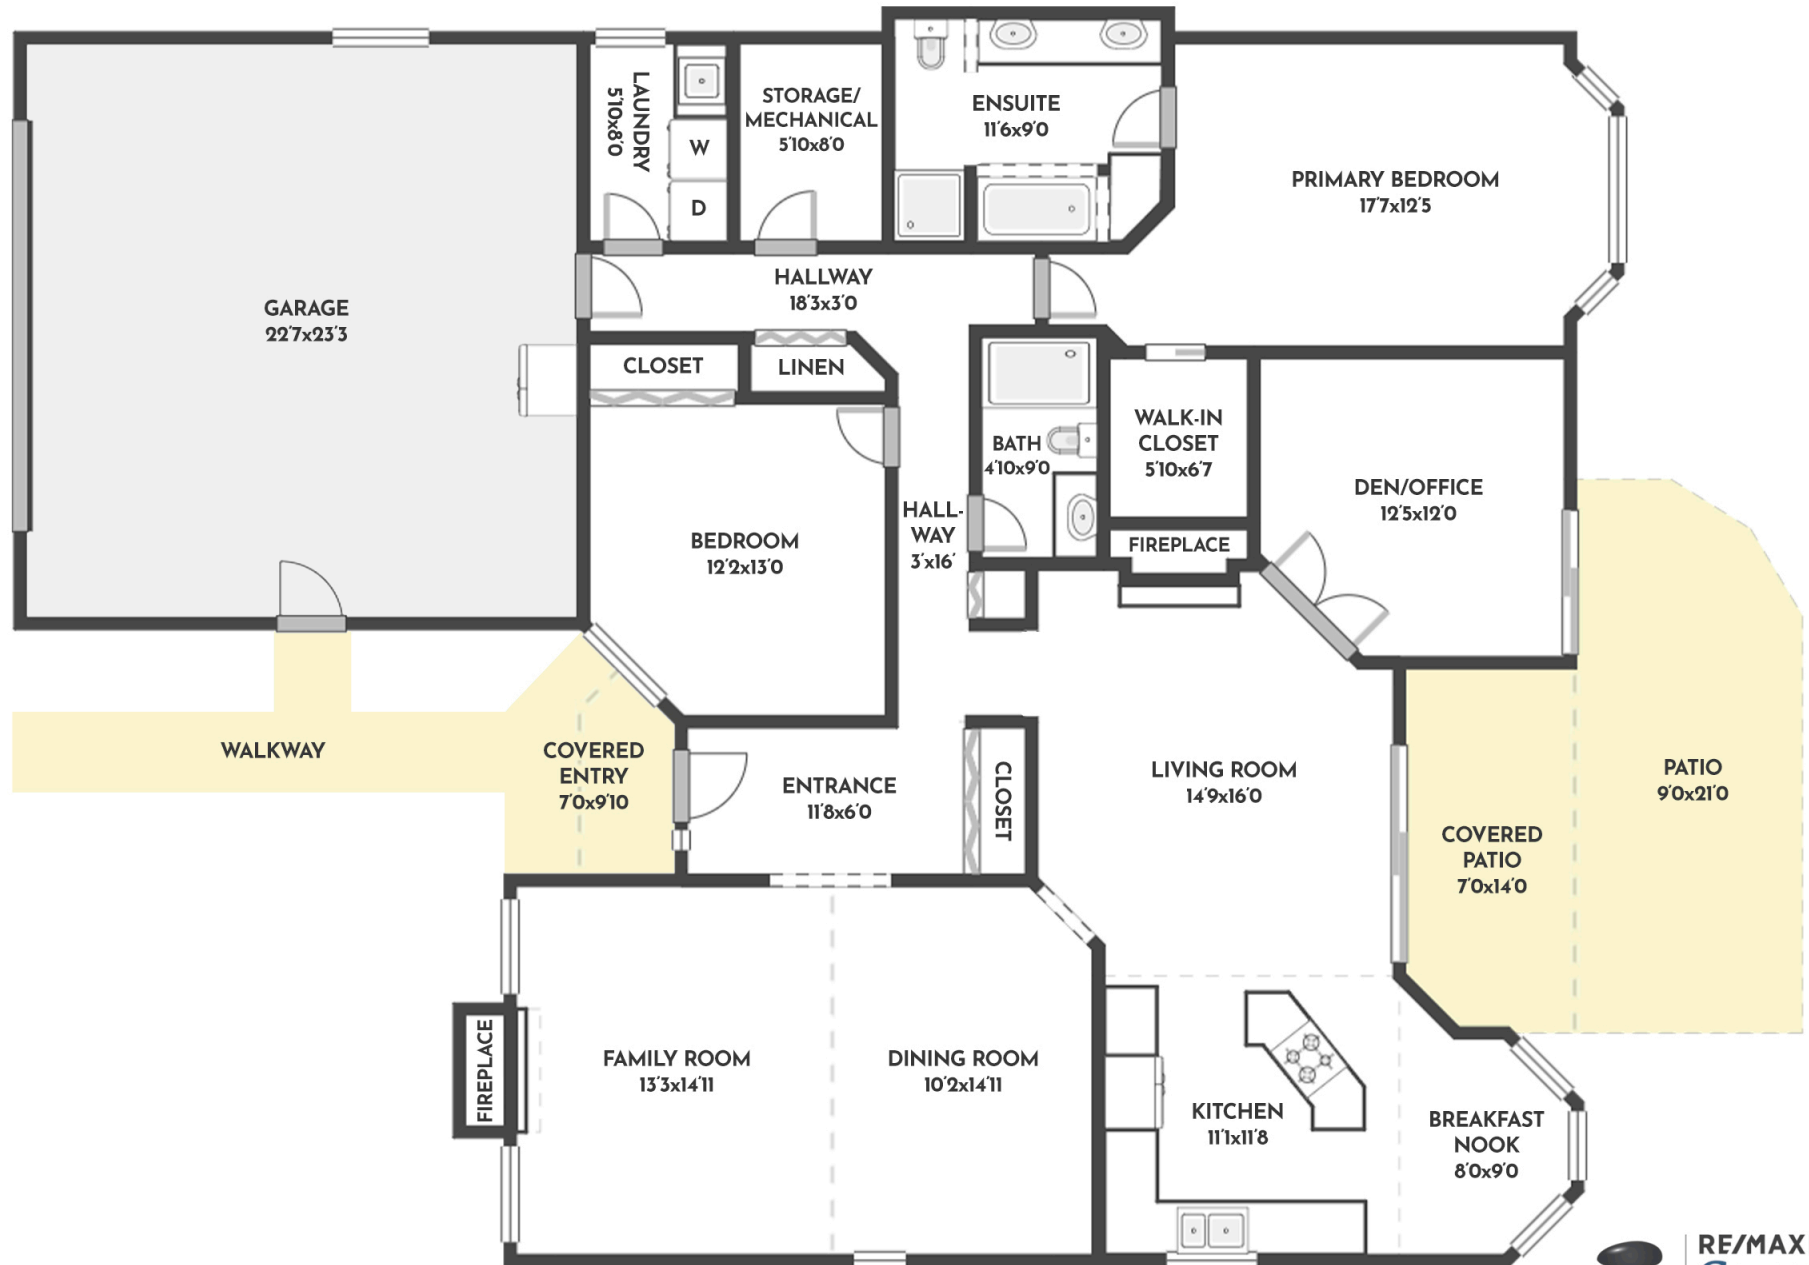 LAUNDRY
5'10x8'0
W
D
STORAGE/
MECHANICAL
5'10x8'0
ENSUITE
11'6x9'0
PRIMARY BEDROOM
17'7x12'5
GARAGE
22'7x23'3
HALLWAY
18'3x3'0
CLOSET
LINEN
BATH
4'10x9'0
WALK-IN
CLOSET
5'10x6'7
DEN/OFFICE
12'5x12'0
BEDROOM
12'2x13'0
HALL-
WAY
3'x16'
FIREPLACE
WALKWAY
COVERED
ENTRY
7'0x9'10
ENTRANCE
11'8x6'0
CLOSET
LIVING ROOM
14'9x16'0
PATIO
9'0x21'0
COVERED
PATIO
7'0x14'0
FIREPLACE
FAMILY ROOM
13'3x14'11
DINING ROOM
10'2x14'11
KITCHEN
11'1x11'8
BREAKFAST
NOOK
8'0x9'0
RE/MAX